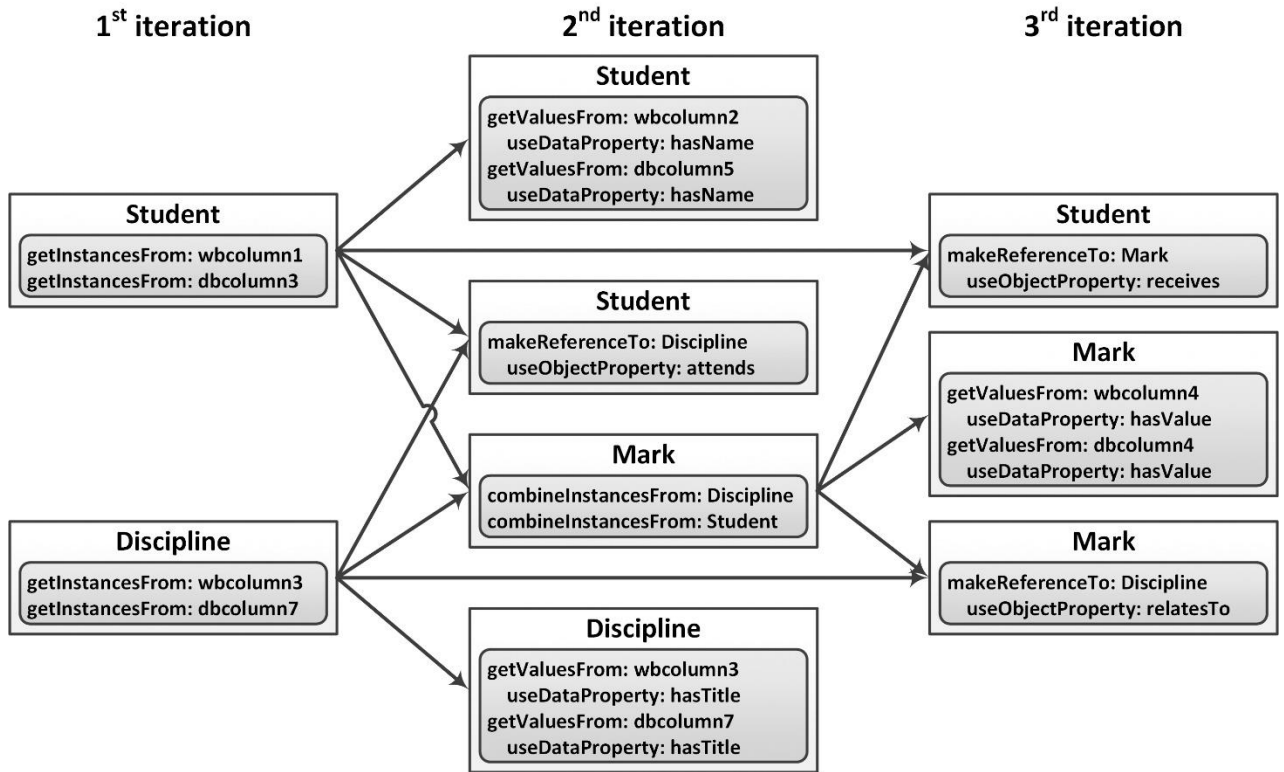 1st iteration
Student
getInstancesFrom: wbcolumn1
getInstancesFrom: dbcolumn3
Discipline
getInstancesFrom: wbcolumn3
getInstancesFrom: dbcolumn7
2nd iteration
Student
getValuesFrom: wbcolumn2
useDataProperty: hasName
getValuesFrom: dbcolumn5
useDataProperty: hasName
Student
makeReferenceTo: Discipline
useObjectProperty: attends
Mark
combineInstancesFrom: Discipline
combineInstancesFrom: Student
Discipline
getValuesFrom: wbcolumn3
useDataProperty: hasTitle
getValuesFrom: dbcolumn7
useDataProperty: hasTitle
3rd iteration
Student
makeReferenceTo: Mark
useObjectProperty: receives
Mark
getValuesFrom: wbcolumn4
useDataProperty: hasValue
getValuesFrom: dbcolumn4
useDataProperty: hasValue
Mark
makeReferenceTo: Discipline
useObjectProperty: relatesTo